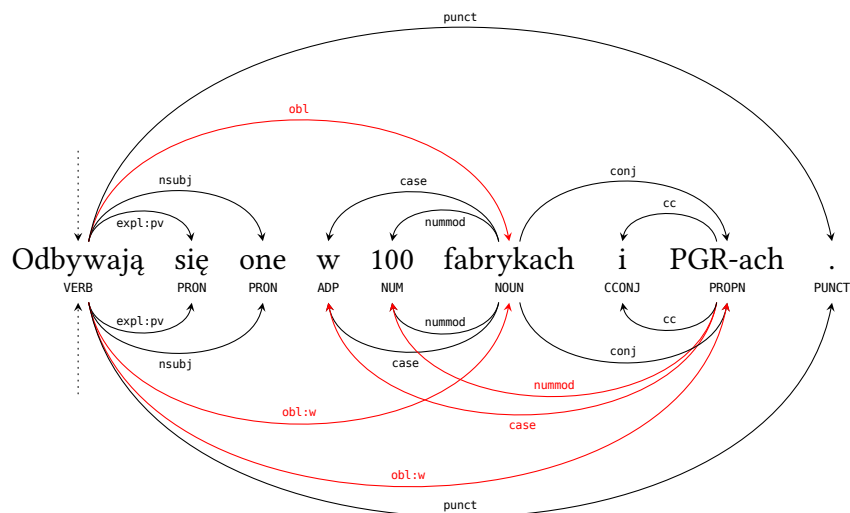 punct
obl
nsubj case conj
cc
expl:pv nummod
Odbywają się one w 100 fabrykach i PGR-ach .
VERB PRON PRON ADP NUM NOUN CCONJ PROPN PUNCT
expl:pv nummod cc
nsubj case conj
nummod
obl:w case
obl:w
punct